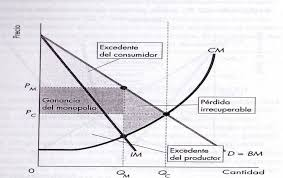 Precio
Excedente
del consumidor
CM
P_M
P_C
Ganancia
del monopolio
Pérdida
irrecuperable
Excedente
del productor
IM
D = BM
O
Q_M
Q_C
Cantidad